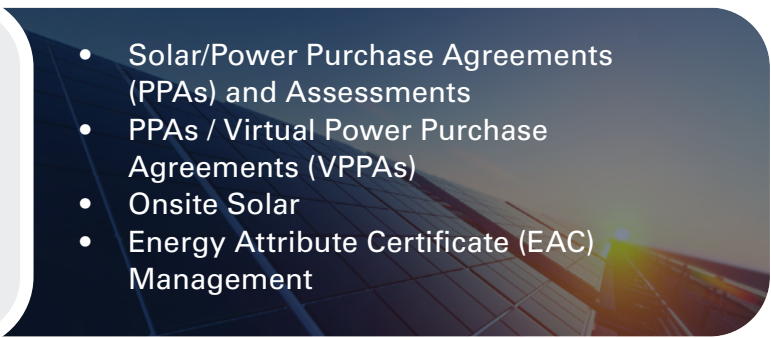 • Solar/Power Purchase Agreements
(PPAs) and Assessments
• PPAs / Virtual Power Purchase
Agreements (VPPAs)
• Onsite Solar
• Energy Attribute Certificate (EAC)
Management